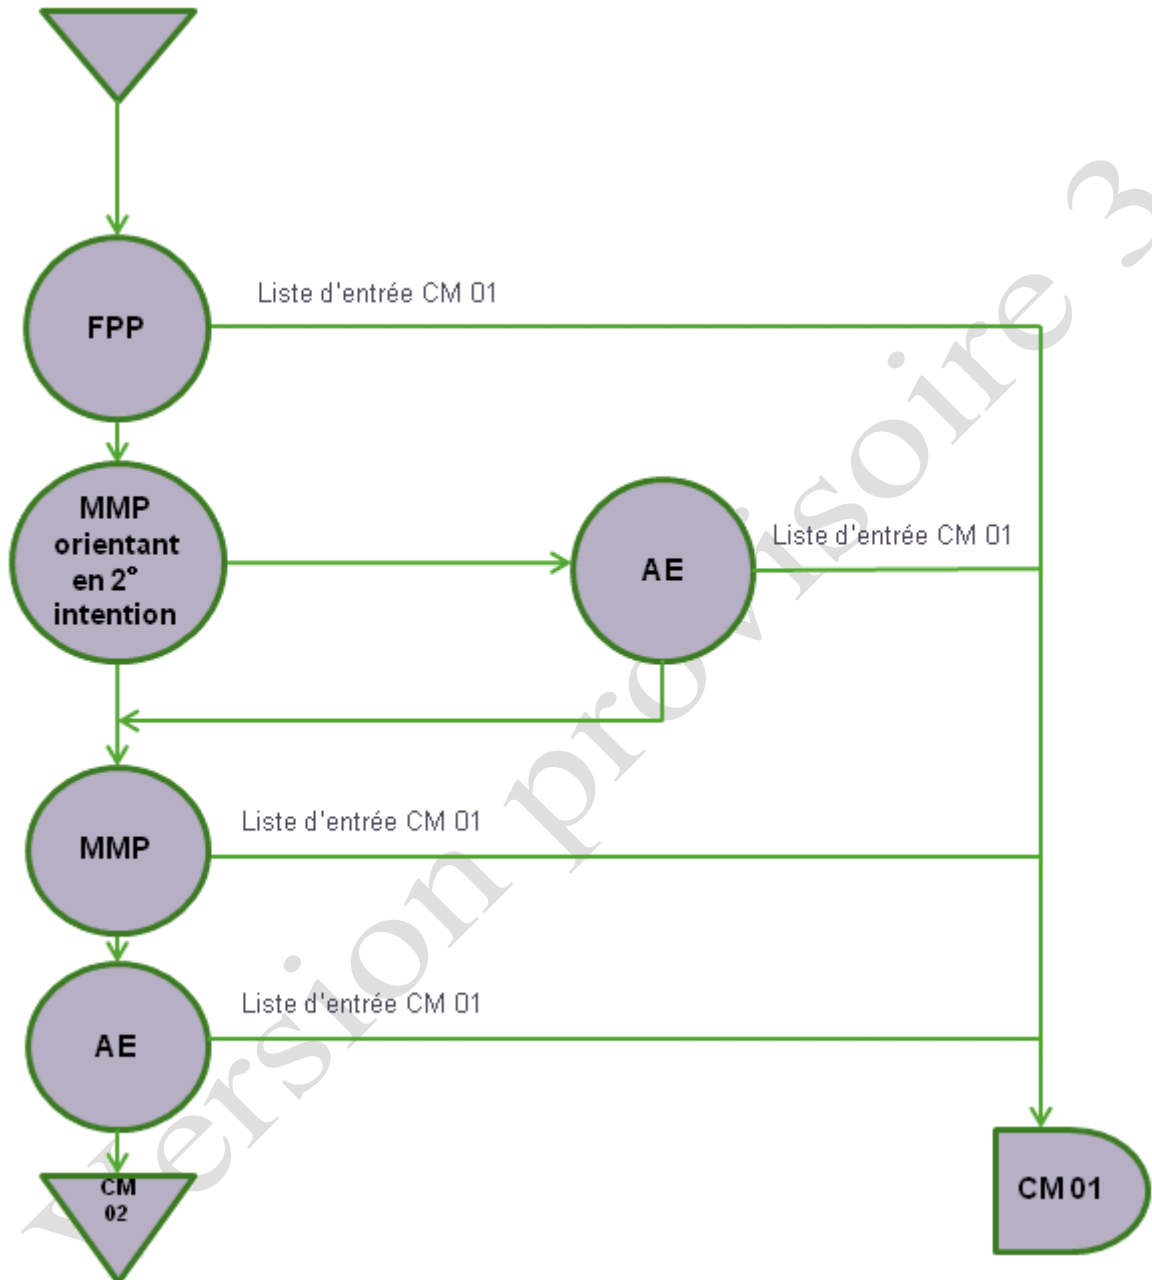 FPP
Liste d'entrée CM 01
MMP
orientant
en 2°
intention
AE
Liste d'entrée CM 01
MMP
Liste d'entrée CM 01
AE
Liste d'entrée CM 01
CM
02
CM 01
Version provisoire 3